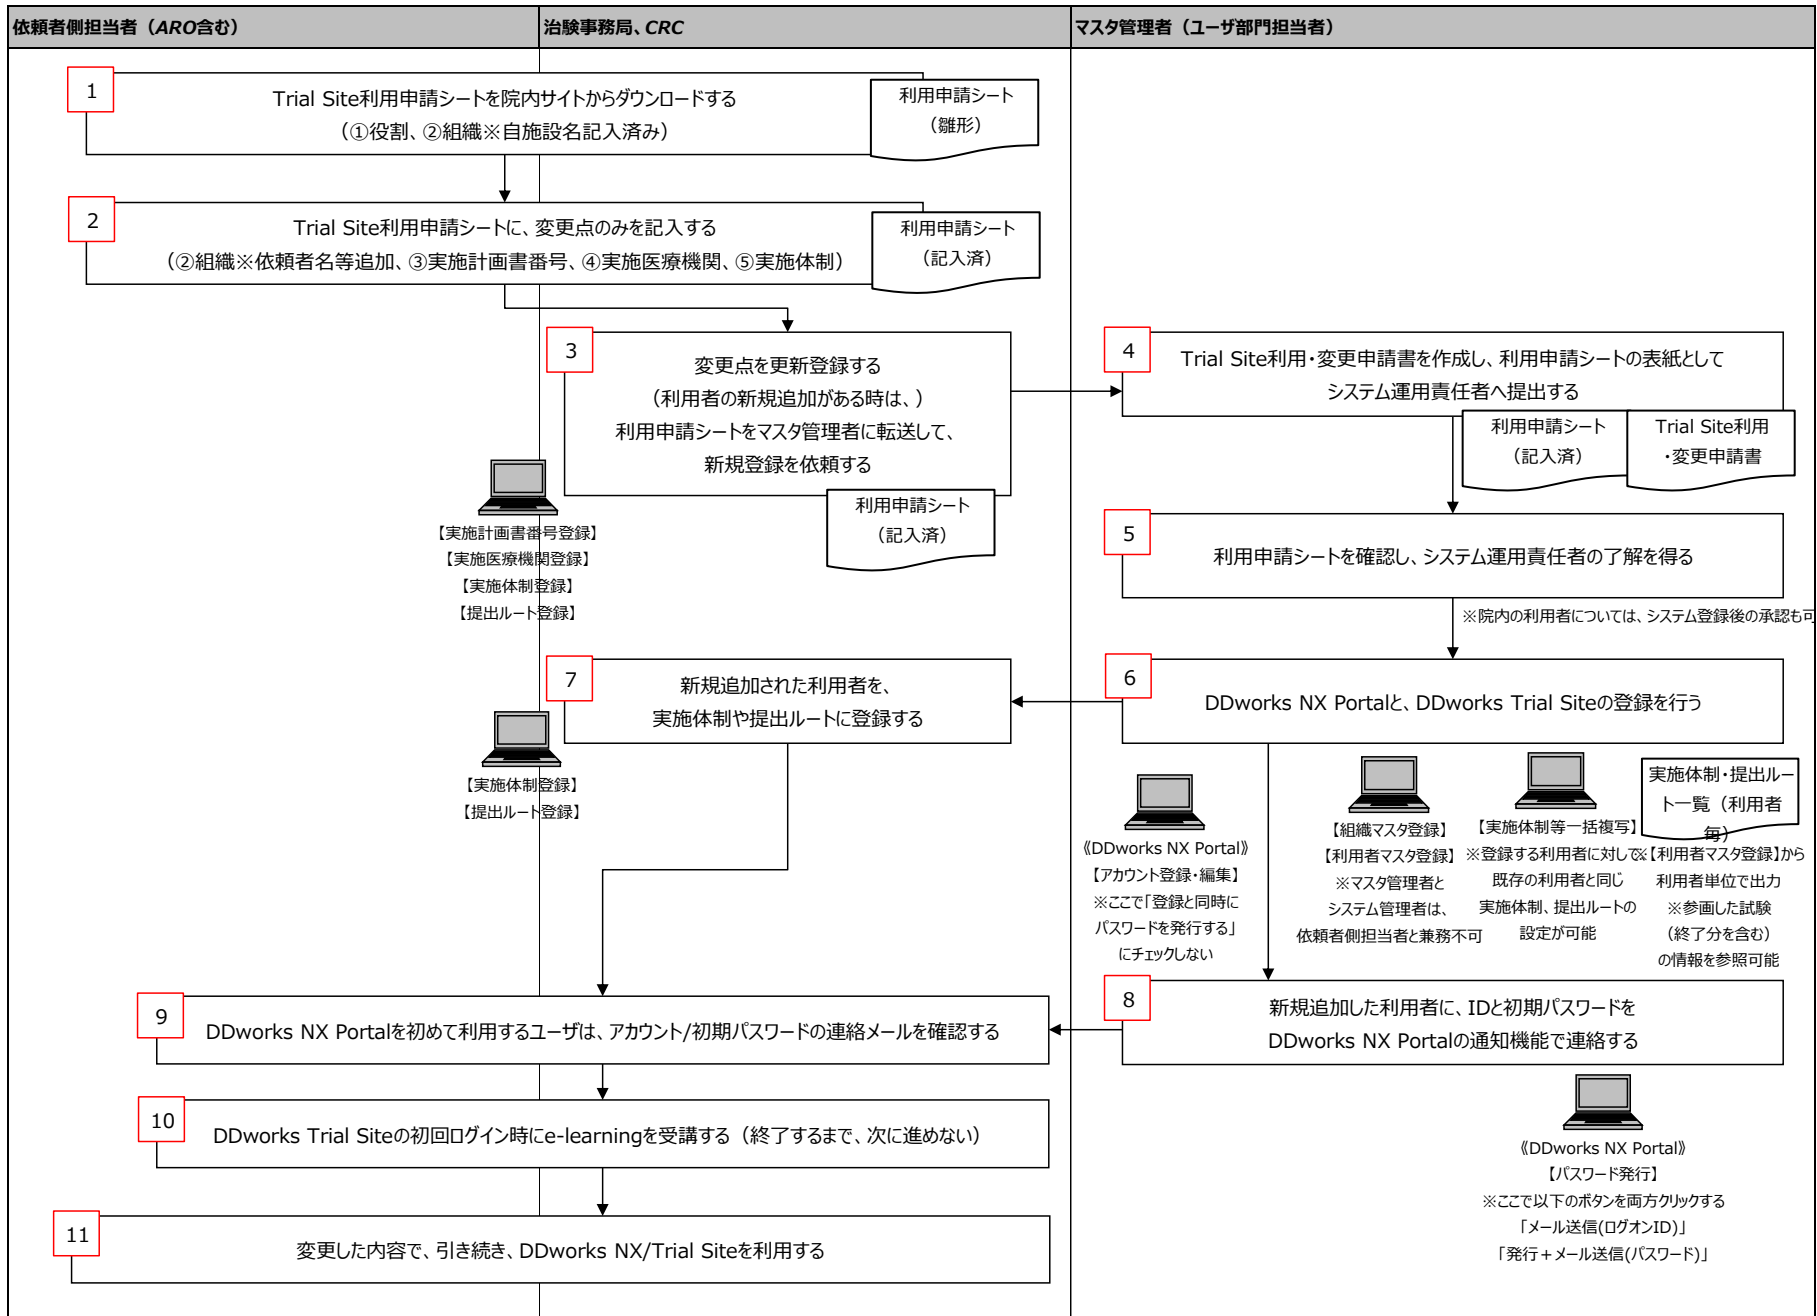 依頼者側担当者（ARO含む）
治験事務局、CRC
マスタ管理者（ユーザ部門担当者）
1
Trial Site利用申請シートを院内サイトからダウンロードする
（①役割、②組織※自施設名記入済み）
利用申請シート
（雛形）
2
Trial Site利用申請シートに、変更点のみを記入する
（②組織※依頼者名等追加、③実施計画書番号、④実施医療機関、⑤実施体制）
利用申請シート
（記入済）
3
変更点を更新登録する
（利用者の新規追加がある時は、）
利用申請シートをマスタ管理者に転送して、
新規登録を依頼する
利用申請シート
（記入済）
【実施計画書番号登録】
【実施医療機関登録】
【実施体制登録】
【提出ルート登録】
4
Trial Site利用・変更申請書を作成し、利用申請シートの表紙として
システム運用責任者へ提出する
利用申請シート
（記入済）
Trial Site利用
・変更申請書
5
利用申請シートを確認し、システム運用責任者の了解を得る
※院内の利用者については、システム登録後の承認も可
6
DDworks NX Portalと、DDworks Trial Siteの登録を行う
7
新規追加された利用者を、
実施体制や提出ルートに登録する
【実施体制登録】
【提出ルート登録】
《DDworks NX Portal》
【アカウント登録・編集】
※ここで「登録と同時に
パスワードを発行する」
にチェックしない
【組織マスタ登録】
【利用者マスタ登録】
※マスタ管理者と
システム管理者は、
依頼者側担当者と兼務不可
【実施体制等一括複写】
※登録する利用者に対して、
既存の利用者と同じ
実施体制、提出ルートの
設定が可能
実施体制・提出ルー
ト一覧（利用者
毎）
※【利用者マスタ登録】から
利用者単位で出力
※参画した試験
（終了分を含む）
の情報を参照可能
8
新規追加した利用者に、IDと初期パスワードを
DDworks NX Portalの通知機能で連絡する
《DDworks NX Portal》
【パスワード発行】
※ここで以下のボタンを両方クリックする
「メール送信(ログオンID)」
「発行＋メール送信(パスワード)」
9
DDworks NX Portalを初めて利用するユーザは、アカウント/初期パスワードの連絡メールを確認する
10
DDworks Trial Siteの初回ログイン時にe-learningを受講する（終了するまで、次に進めない）
11
変更した内容で、引き続き、DDworks NX/Trial Siteを利用する